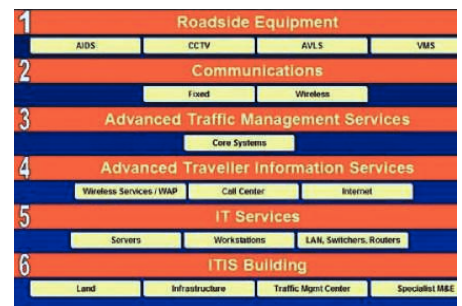 1 Roadside Equipment
AIDS CCTV AVLS VMS
2 Communications
Fixed Wireless
3 Advanced Traffic Management Services
Core Systems
4 Advanced Traveller Information Services
Wireless Services / WAP Call Center Internet
5 IT Services
Servers Workstations LAN, Switchers, Routers
6 ITIS Building
Land Infrastructure Traffic Mgmt Center Specialist M&E